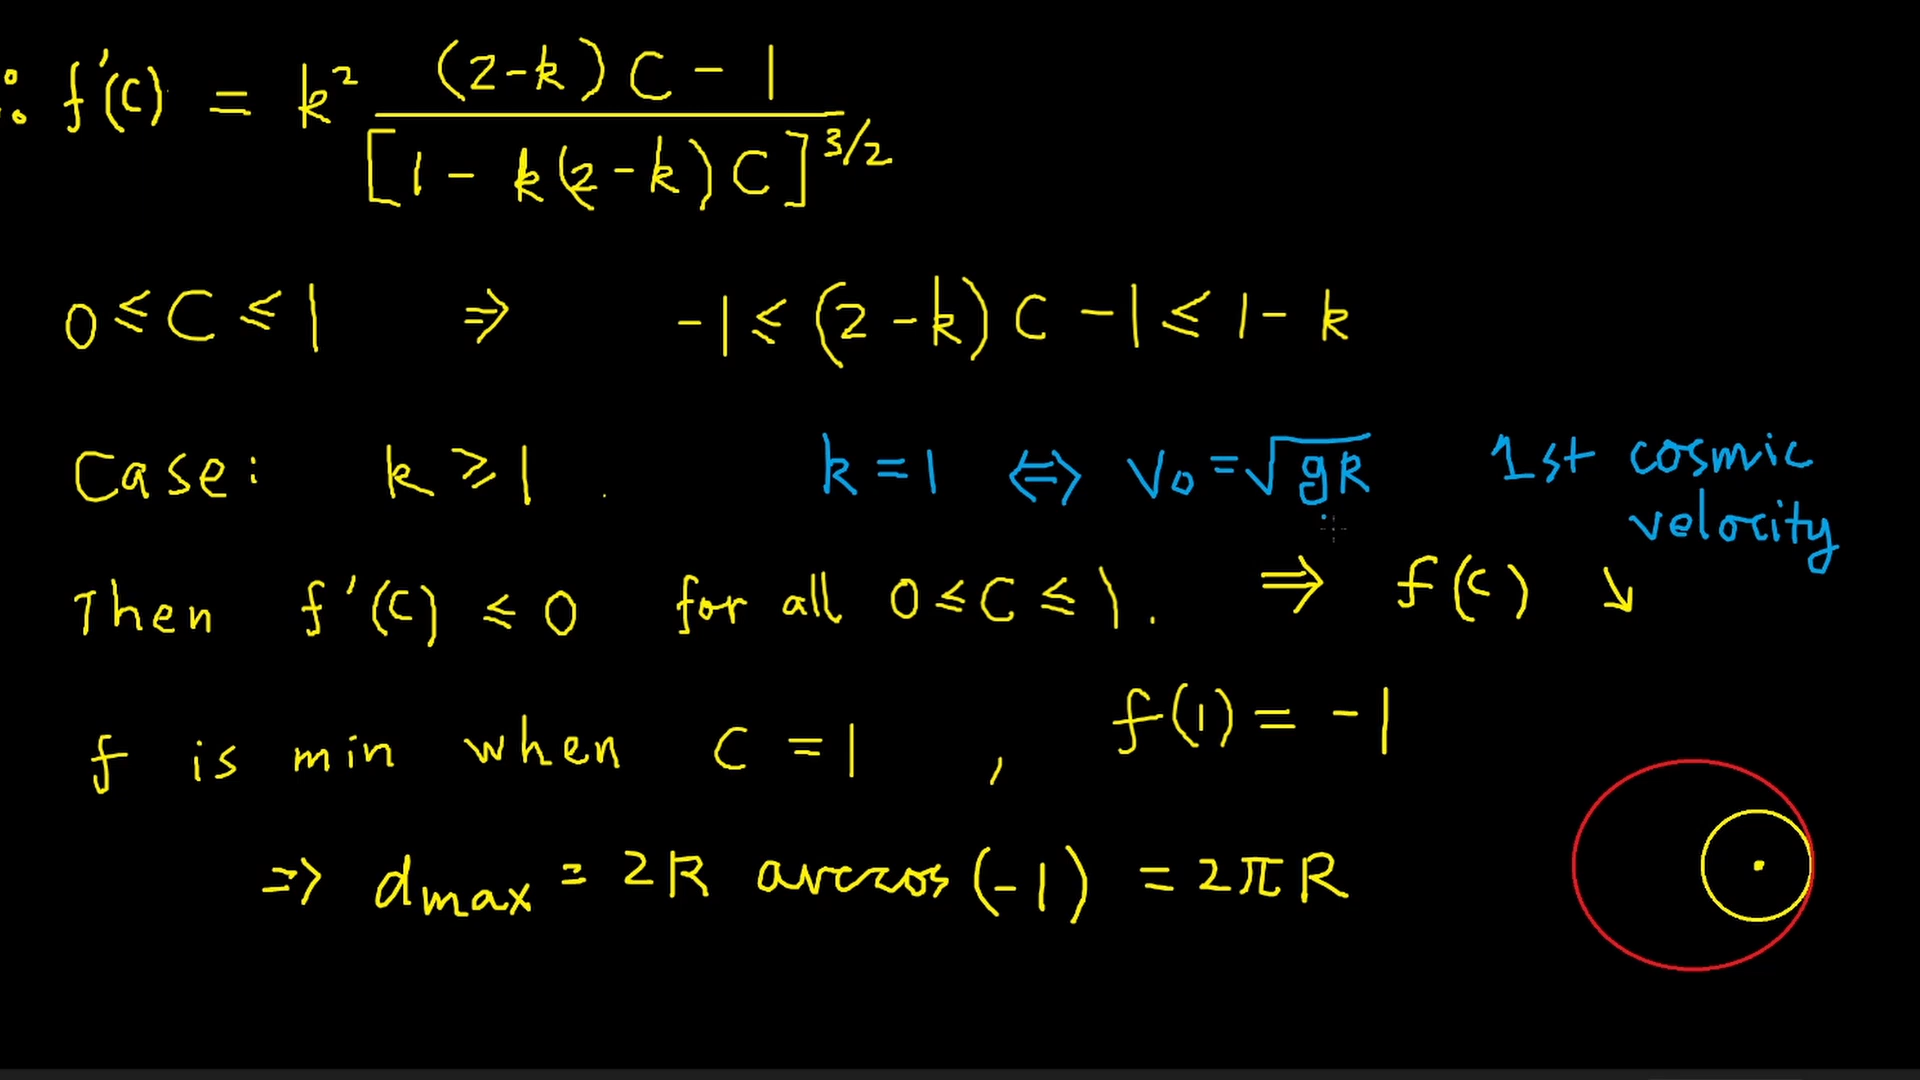 ∴ f'(C) = k² ((2-k)C - 1) / [1 - k(2-k)C]^{3/2}
0 ≤ C ≤ 1 ⇒ -1 ≤ (2-k)C - 1 ≤ 1 - k
Case: k ≥ 1. k = 1 ⇔ V₀ = √gR 1st cosmic
velocity
Then f'(C) ≤ 0 for all 0 ≤ C ≤ 1. ⇒ f(C) ↘
f is min when C = 1, f(1) = -1
⇒ dmax = 2R arccos(-1) = 2πR